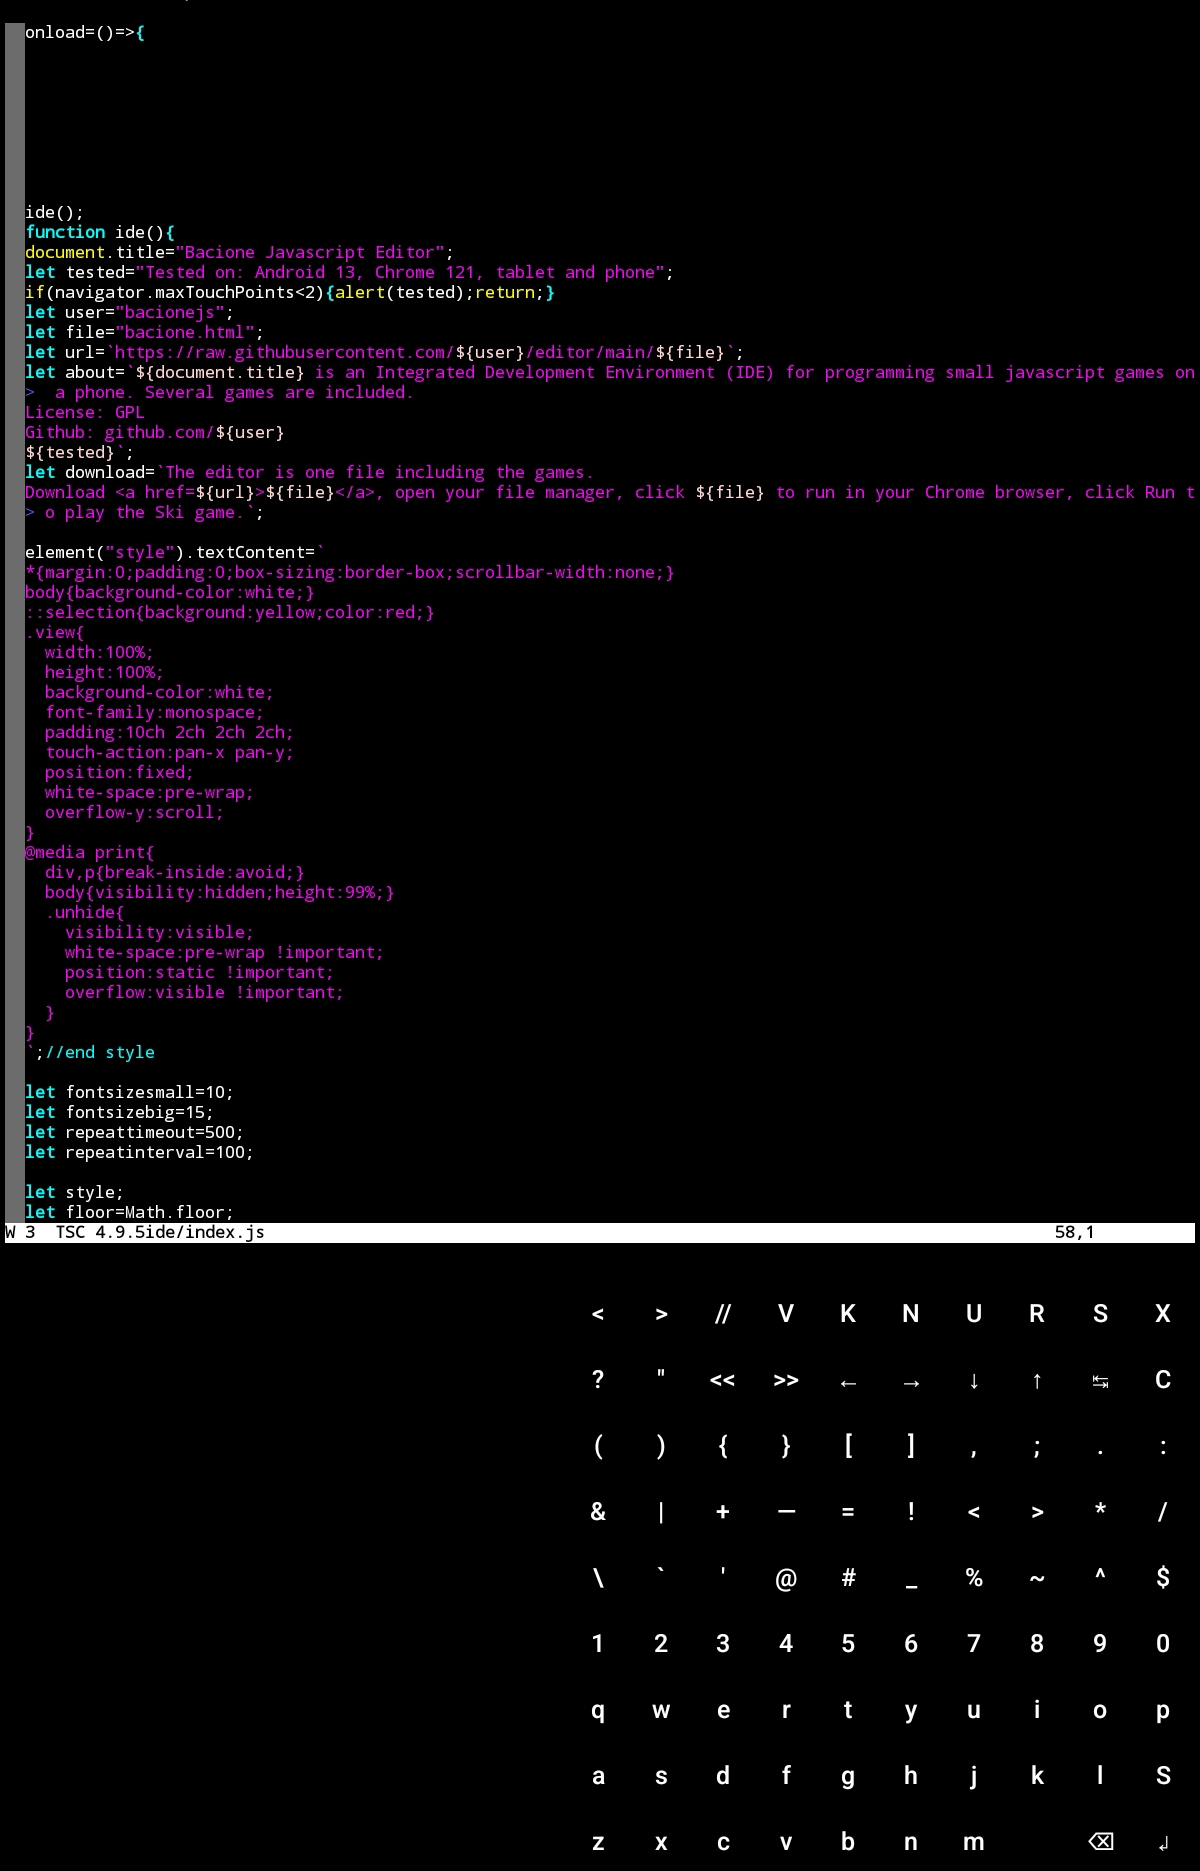 onload=()=>{
ide();
function ide(){
document.title="Bacione Javascript Editor";
let tested="Tested on: Android 13, Chrome 121, tablet and phone";
if(navigator.maxTouchPoints<2){alert(tested);return;}
let user="bacionejs";
let file="bacione.html";
let url=`https://raw.githubusercontent.com/${user}/editor/main/${file}`;
let about=`${document.title} is an Integrated Development Environment (IDE) for programming small javascript games on
>  a phone. Several games are included.
License: GPL
Github: github.com/${user}
${tested}`;
let download=`The editor is one file including the games.
Download <a href=${url}>${file}</a>, open your file manager, click ${file} to run in your Chrome browser, click Run t
> o play the Ski game.`;
element("style").textContent=`
*{margin:0;padding:0;box-sizing:border-box;scrollbar-width:none;}
body{background-color:white;}
::selection{background:yellow;color:red;}
.view{
  width:100%;
  height:100%;
  background-color:white;
  font-family:monospace;
  padding:10ch 2ch 2ch 2ch;
  touch-action:pan-x pan-y;
  position:fixed;
  white-space:pre-wrap;
  overflow-y:scroll;
}
@media print{
  div,p{break-inside:avoid;}
  body{visibility:hidden;height:99%;}
  .unhide{
    visibility:visible;
    white-space:pre-wrap !important;
    position:static !important;
    overflow:visible !important;
  }
}
`;//end style
let fontsizesmall=10;
let fontsizebig=15;
let repeattimeout=500;
let repeatinterval=100;
let style;
let floor=Math.floor;
W 3  TSC 4.9.5ide/index.js 58,1
< > // V K N U R S X
? " << >> ← → ↓ ↑ ↹ C
( ) { } [ ] , ; . :
& | + — = ! < > * /
\ ` ' @ # _ % ~ ^ $
1 2 3 4 5 6 7 8 9 0
q w e r t y u i o p
a s d f g h j k l S
z x c v b n m ⌫ ↲